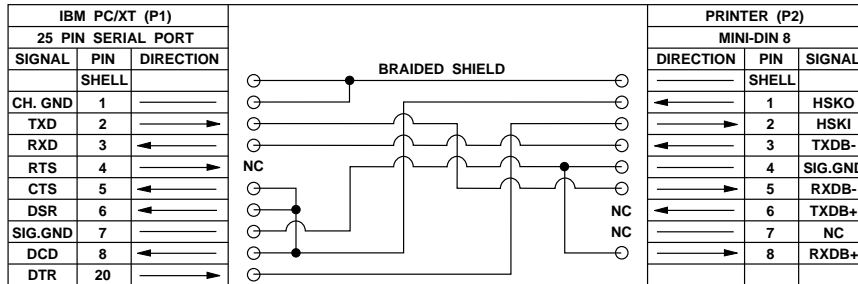 IBM PC/XT (P1) PRINTER (P2)
25 PIN SERIAL PORT MINI-DIN 8
SIGNAL PIN DIRECTION BRAIDED SHIELD DIRECTION PIN SIGNAL
SHELL SHELL
CH. GND 1 1 HSKO
TXD 2 2 HSKI
RXD 3 3 TXDB-
RTS 4 NC 4 SIG.GND
CTS 5 5 RXDB-
DSR 6 NC 6 TXDB+
SIG.GND 7 NC 7 NC
DCD 8 8 RXDB+
DTR 20